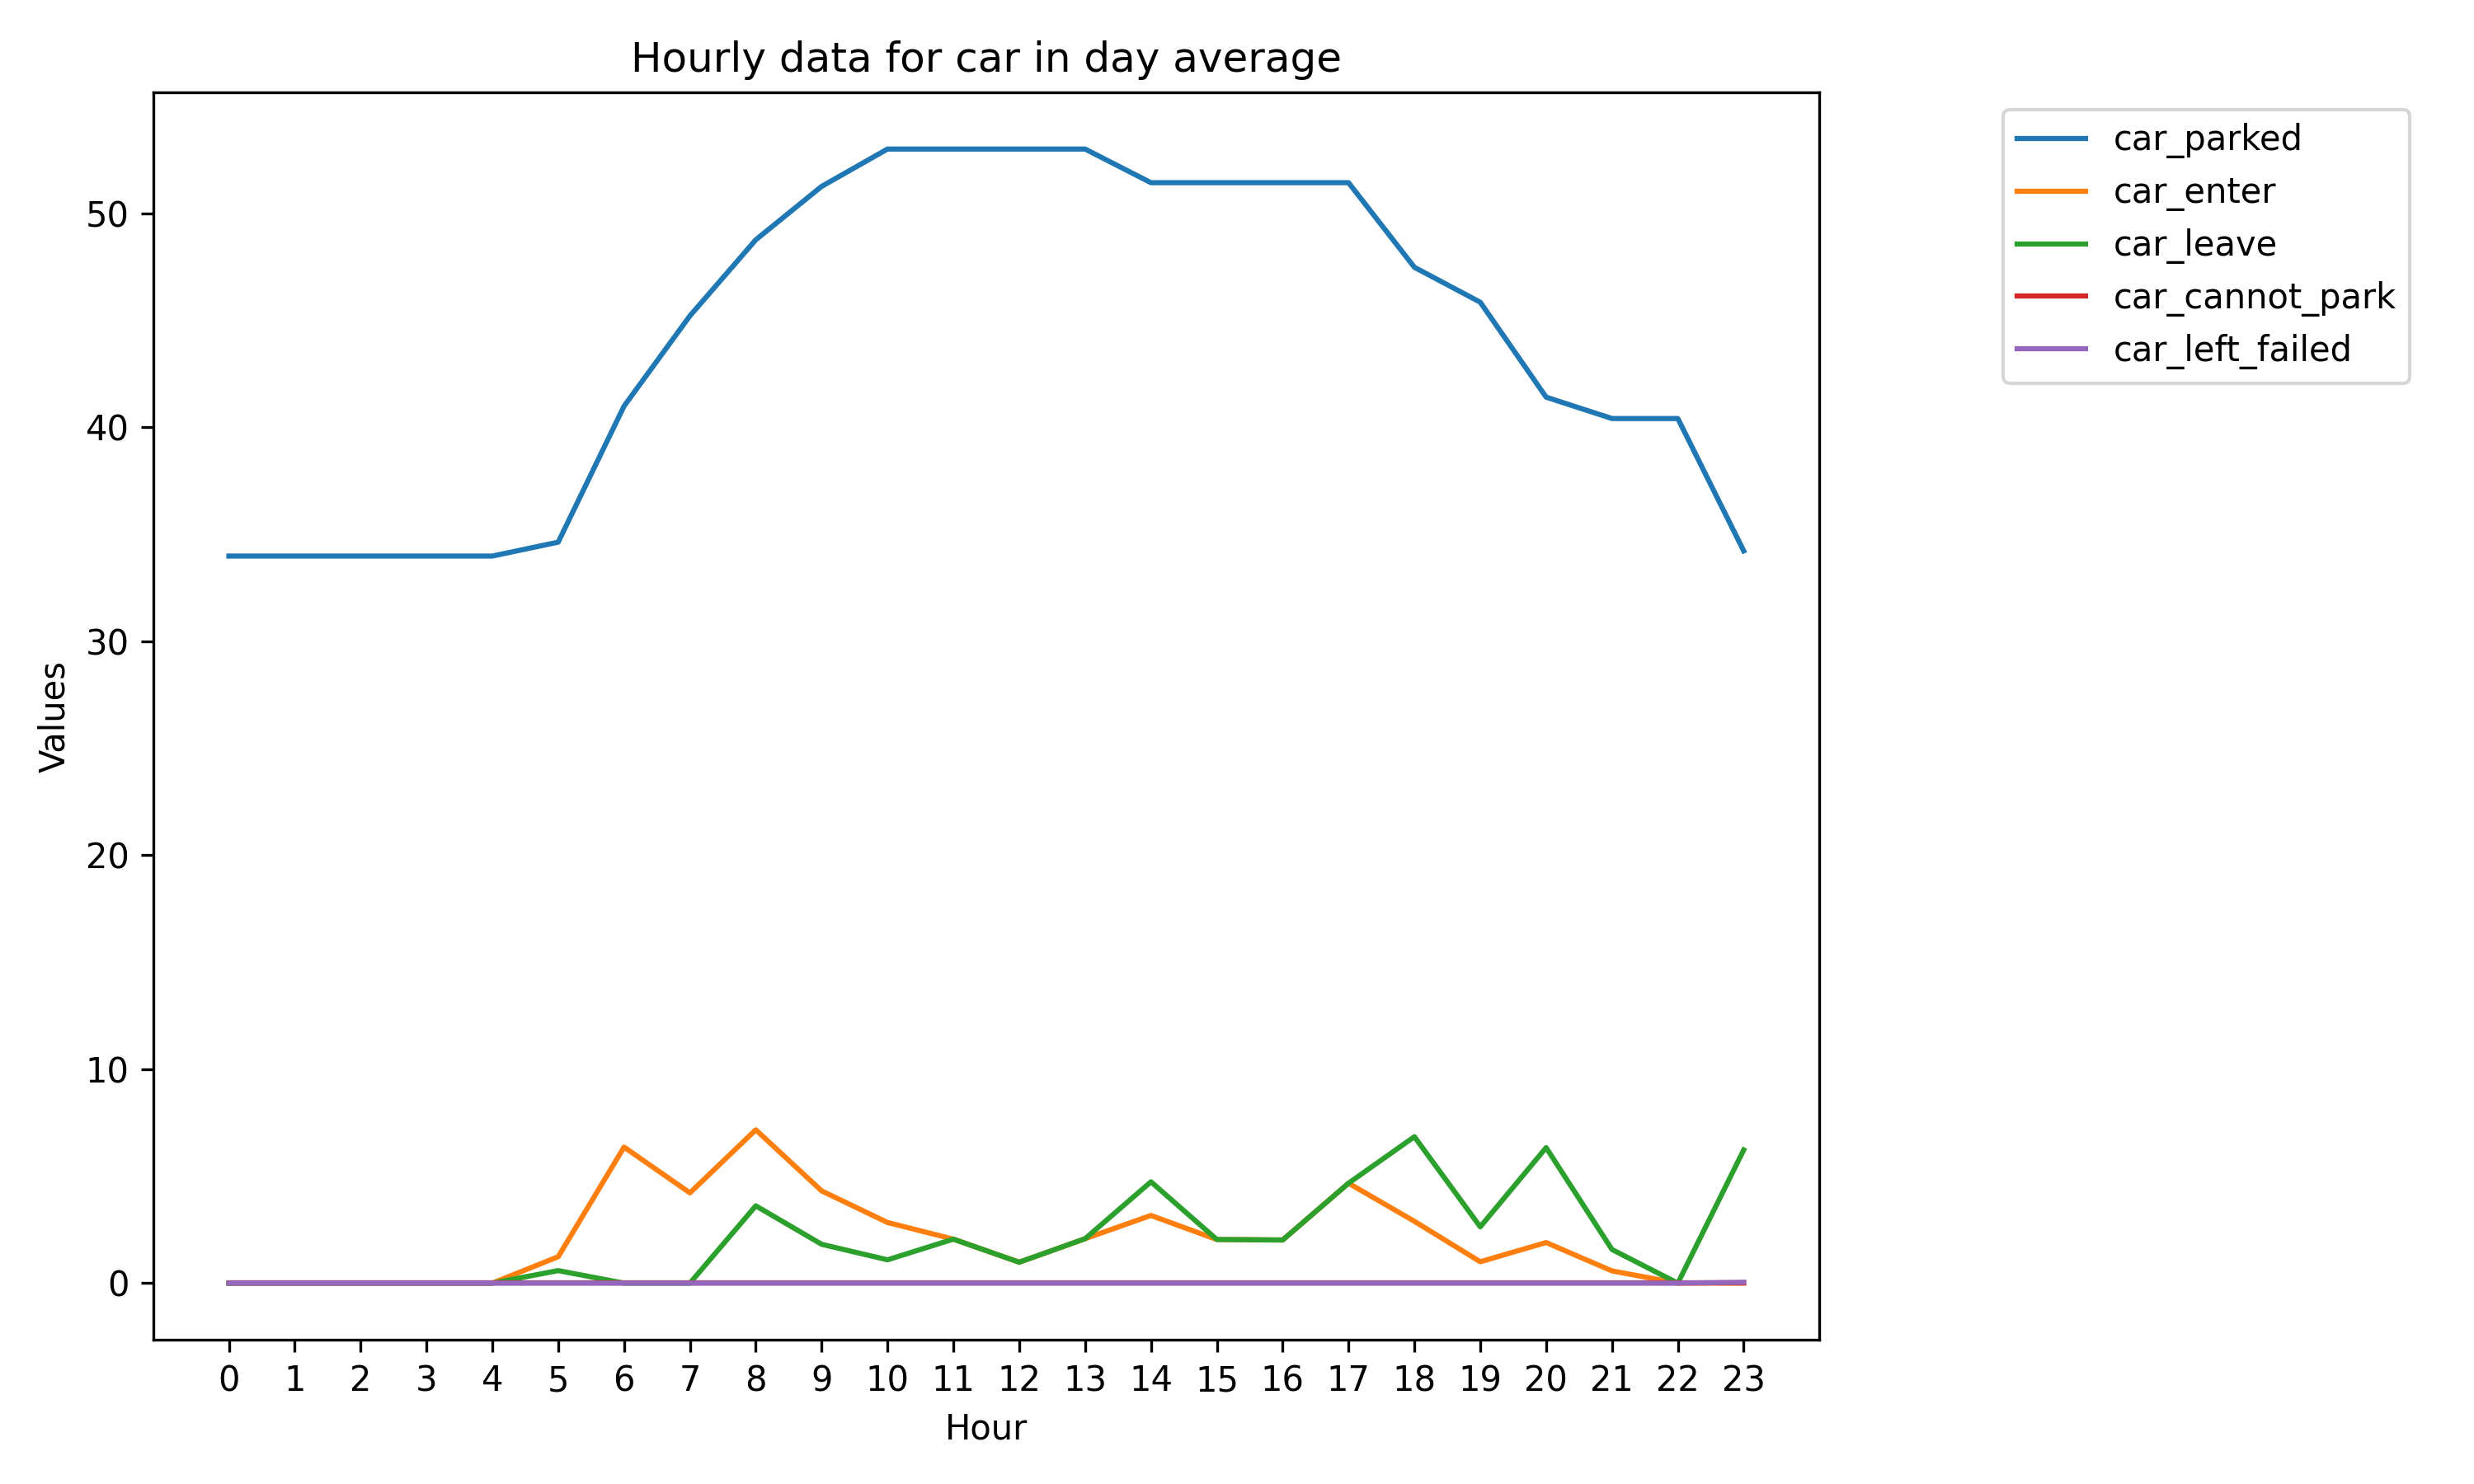 Hourly data for car in day average
car_parked
car_enter
car_leave
car_cannot_park
car_left_failed
50
40
30
20
10
0
Values
0 1 2 3 4 5 6 7 8 9 10 11 12 13 14 15 16 17 18 19 20 21 22 23
Hour